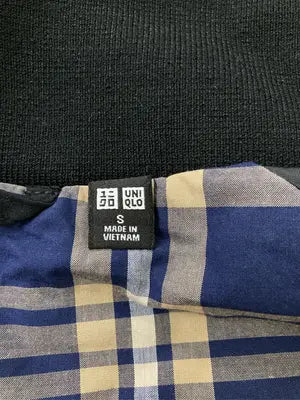 ユニ UNI
クロ QLO
S
MADE IN
VIETNAM